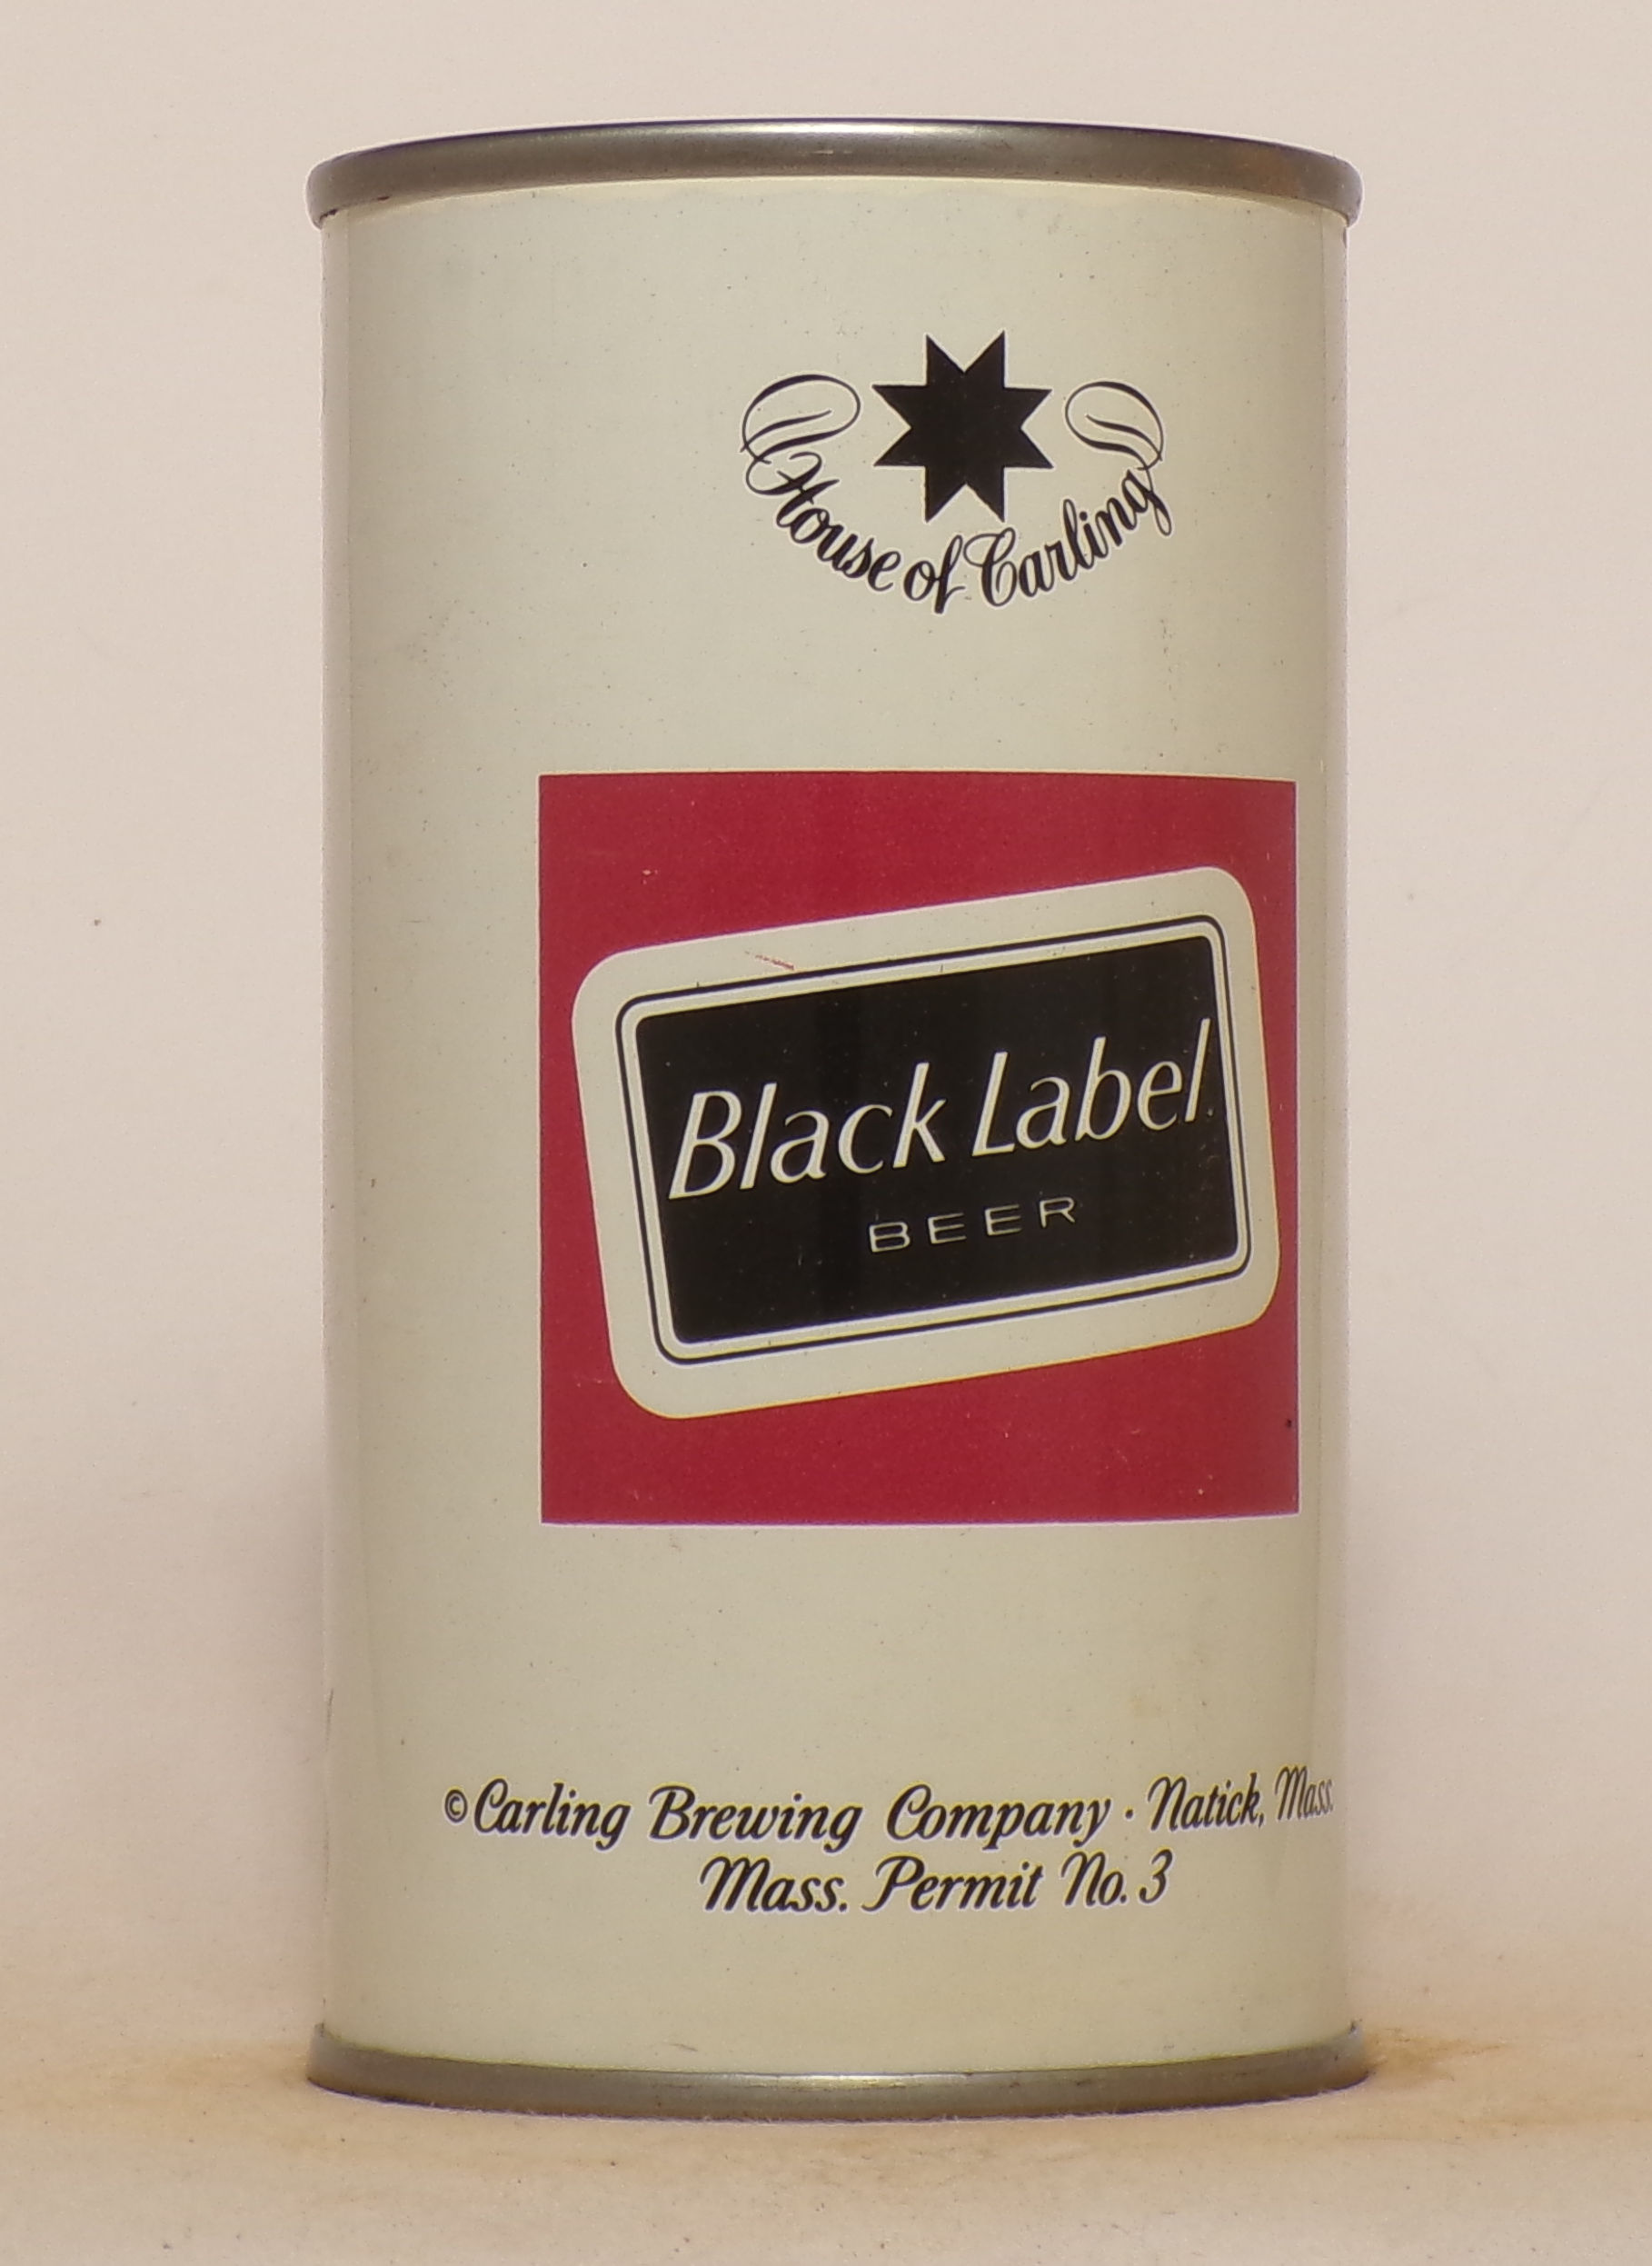 House of Carling
Black Label
BEER
© Carling Brewing Company · Natick, Mass.
Mass. Permit No. 3